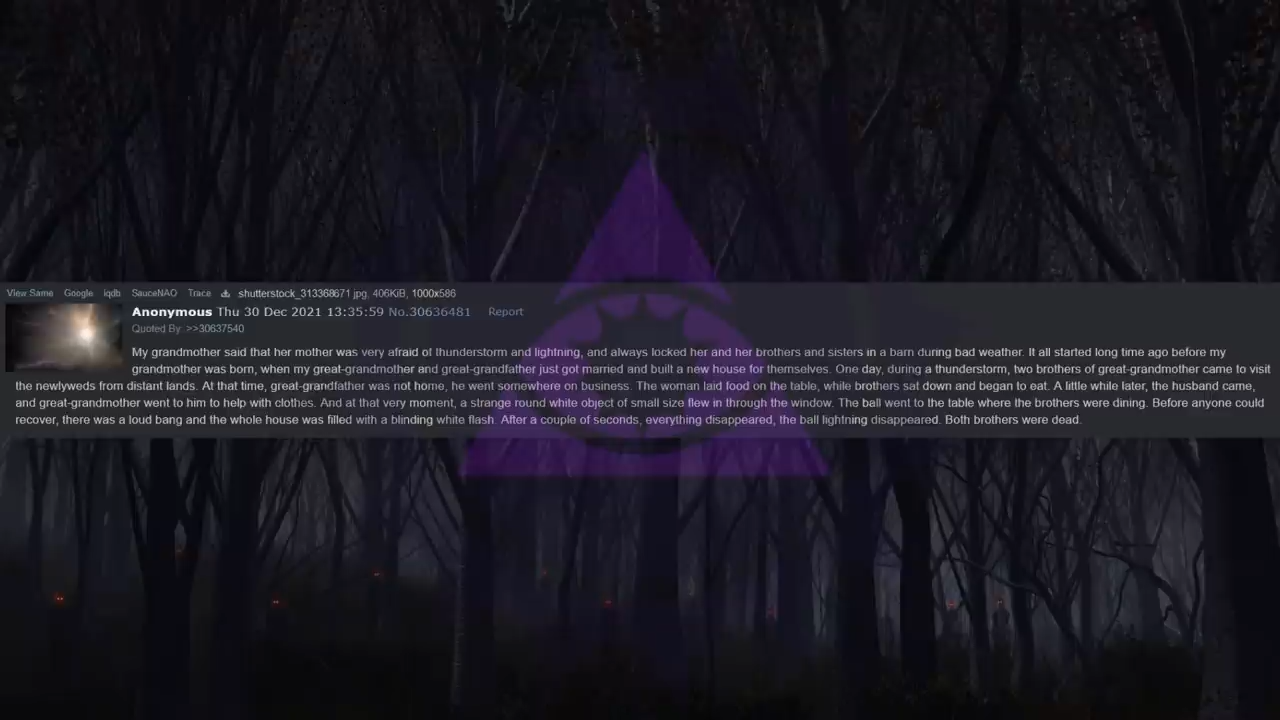 View Same Google iqdb SauceNAO Trace shutterstock_313368671 jpg, 406KiB, 1000x586
Anonymous Thu 30 Dec 2021 13:35:59 No.30636481 Report
Quoted By: >>30637540
My grandmother said that her mother was very afraid of thunderstorm and lightning, and always locked her and her brothers and sisters in a barn during bad weather. It all started long time ago before my
grandmother was born, when my great-grandmother and great-grandfather just got married and built a new house for themselves. One day, during a thunderstorm, two brothers of great-grandmother came to visit
the newlyweds from distant lands. At that time, great-grandfather was not home, he went somewhere on business. The woman laid food on the table, while brothers sat down and began to eat. A little while later, the husband came,
and great-grandmother went to him to help with clothes. And at that very moment, a strange round white object of small size flew in through the window. The ball went to the table where the brothers were dining. Before anyone could
recover, there was a loud bang and the whole house was filled with a blinding white flash. After a couple of seconds, everything disappeared, the ball lightning disappeared. Both brothers were dead.